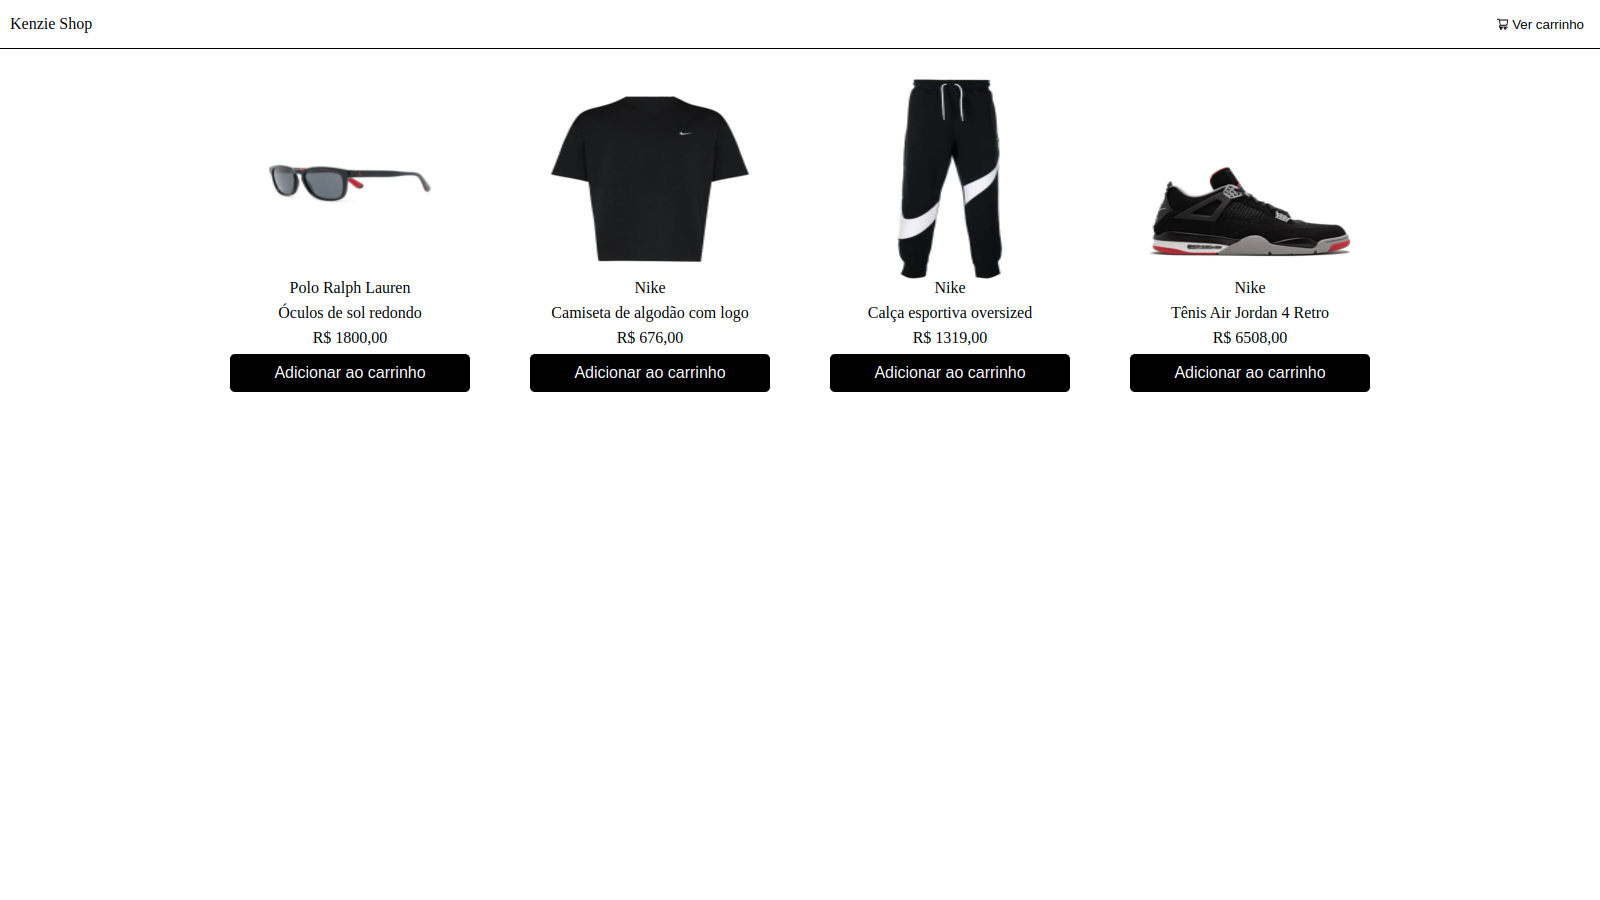 Kenzie Shop
Ver carrinho
Polo Ralph Lauren
Óculos de sol redondo
R$ 1800,00
Adicionar ao carrinho
Nike
Camiseta de algodão com logo
R$ 676,00
Adicionar ao carrinho
Nike
Calça esportiva oversized
R$ 1319,00
Adicionar ao carrinho
Nike
Tênis Air Jordan 4 Retro
R$ 6508,00
Adicionar ao carrinho